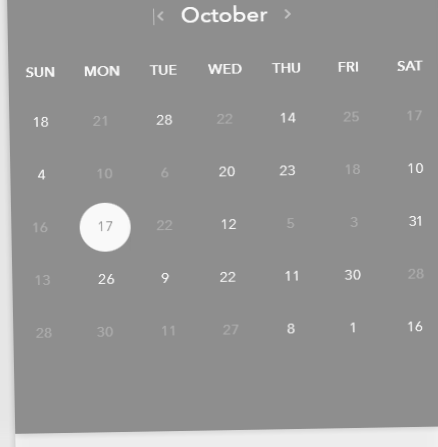 < October >
SUN MON TUE WED THU FRI SAT
18 21 28 22 14 25 17
4 10 6 20 23 18 10
16 17 22 12 5 3 31
13 26 9 22 11 30 28
28 30 11 27 8 1 16